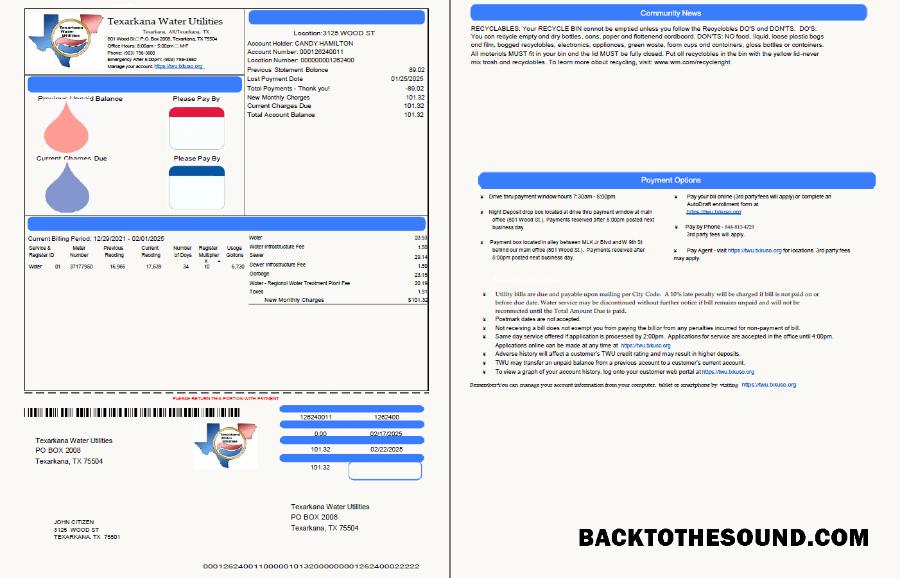 Texarkana Water Utilities
Texarkana, AR/Texarkana, TX
801 Wood St □ P.O. Box 2008, Texarkana, TX 75504
Office Hours: 8:00am - 5:00pm □ M-F
Phone: (903) 798-3800
Emergency After 5:00pm: (903) 798-3850
Manage your account: https://twu.txkusa.org
Location:3125 WOOD ST
Account Holder: CANDY HAMILTON
Account Number: 000126240011
Location Number: 000000001262400
Previous Statement Balance 89.02
Last Payment Date 01/25/2025
Total Payments - Thank you! -89.02
New Monthly Charges 101.32
Current Charges Due 101.32
Total Account Balance 101.32
Previous Unpaid Balance Please Pay By
Current Charges Due Please Pay By
Current Billing Period: 12/29/2021 - 02/01/2025
Service & Register ID Meter Number Previous Reading Current Reading Number of Days Register Multiplier X Usage Gallons
Water 01 37177960 16,966 17,639 34 10 6,730
Water 23.53
Water Infrastructure Fee
Sewer 29.14
Sewer Infrastructure Fee
Garbage 23.15
Water - Regional Water Treatment Plant Fee 20.19
Taxes 1.91
New Monthly Charges $101.32
PLEASE RETURN THIS PORTION WITH PAYMENT
126240011 1262400
0.00 02/17/2025
101.32 02/22/2025
101.32
Texarkana Water Utilities
PO BOX 2008
Texarkana, TX 75504
Texarkana Water Utilities
Texarkana Water Utilities
PO BOX 2008
Texarkana, TX 75504
JOHN CITIZEN
3125 WOOD ST
TEXARKANA, TX 75501
Community News
RECYCLABLES: Your RECYCLE BIN cannot be emptied unless you follow the Recyclables DO'S and DONTS: DO'S:
You can recycle empty and dry bottles, cans, paper and flattened cardboard. DON'TS: NO food, liquid, loose plastic bags
and film, bagged recyclables, electronics, appliances, green waste, foam cups and containers, glass bottles or containers.
All materials MUST fit in your bin and the lid MUST be fully closed. Put all recyclables in the bin with the yellow lid-never
mix trash and recyclables. To learn more about recycling, visit: www.wm.com/recycleright
Payment Options
¥ Drive thru payment window hours 7:30am - 6:00pm.
¥ Night Deposit drop box located at drive thru payment window at main
office (801 Wood St.). Payments received after 5:00pm posted next
business day.
¥ Payment box located in alley between MLK Jr Blvd and W 9th St
behind our main office (801 Wood St.). Payments received after
5:00pm posted next business day.
¥ Pay your bill online (3rd party fees will apply) or complete an
AutoDraft enrollment form at
https://twu.txkusa.org
¥ Pay by Phone - 844-813-4729
3rd party fees will apply.
¥ Pay Agent - visit https://twu.txkusa.org for locations. 3rd party fees
may apply.
¥ Utility bills are due and payable upon mailing per City Code. A 10% late penalty will be charged if bill is not paid on or
before due date. Water service may be discontinued without further notice if bill remains unpaid and will not be
reconnected until the Total Amount Due is paid.
¥ Postmark dates are not accepted.
¥ Not receiving a bill does not exempt you from paying the bill or from any penalties incurred for non-payment of bill.
¥ Same day service offered if application is processed by 2:00pm. Applications for service are accepted in the office until 4:00pm.
Applications online can be made at any time at https://twu.txkusa.org
¥ Adverse history will affect a customer's TWU credit rating and may result in higher deposits.
¥ TWU may transfer an unpaid balance from a previous account to a customer's current account.
¥ To view a graph of your account history, log onto your customer web portal at https://twu.txkusa.org
Remember!You can manage your account information from your computer, tablet or smartphone by visiting https://twu.txkusa.org
BACKTOTHESOUND.COM